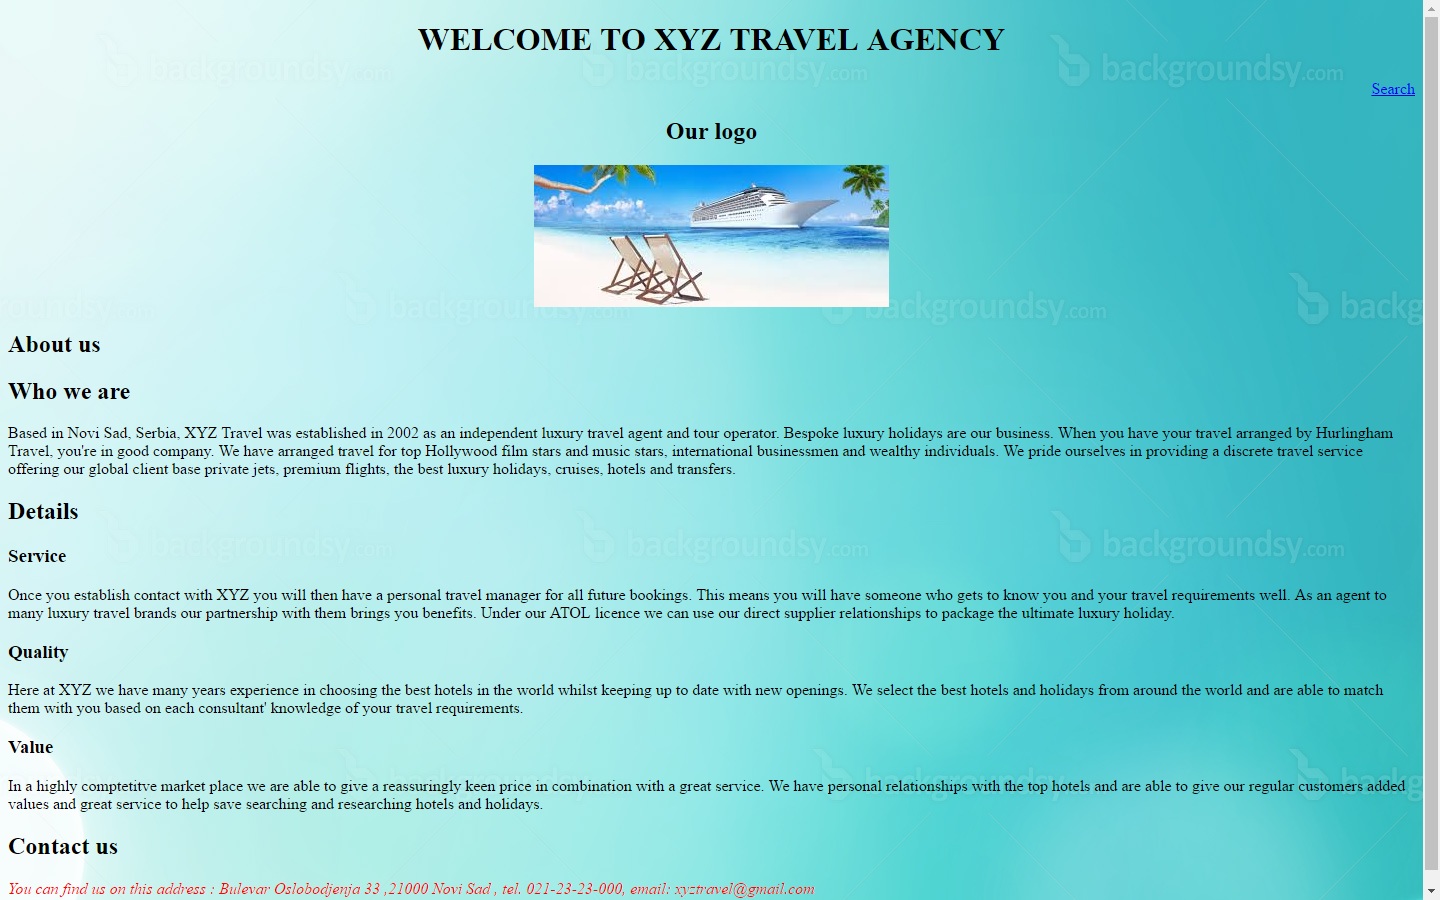 WELCOME TO XYZ TRAVEL AGENCY
backgroundsy.com backgroundsy.com backgroundsy.com
Search
Our logo
backgroundsy.com
About us
Who we are
Based in Novi Sad, Serbia, XYZ Travel was established in 2002 as an independent luxury travel agent and tour operator. Bespoke luxury holidays are our business. When you have your travel arranged by Hurlingham
Travel, you're in good company. We have arranged travel for top Hollywood film stars and music stars, international businessmen and wealthy individuals. We pride ourselves in providing a discrete travel service
offering our global client base private jets, premium flights, the best luxury holidays, cruises, hotels and transfers.
Details
backgroundsy.com backgroundsy.com backgroundsy.com
Service
Once you establish contact with XYZ you will then have a personal travel manager for all future bookings. This means you will have someone who gets to know you and your travel requirements well. As an agent to
many luxury travel brands our partnership with them brings you benefits. Under our ATOL licence we can use our direct supplier relationships to package the ultimate luxury holiday.
Quality
Here at XYZ we have many years experience in choosing the best hotels in the world whilst keeping up to date with new openings. We select the best hotels and holidays from around the world and are able to match
them with you based on each consultant' knowledge of your travel requirements.
Value
In a highly comptetitve market place we are able to give a reassuringly keen price in combination with a great service. We have personal relationships with the top hotels and are able to give our regular customers added
values and great service to help save searching and researching hotels and holidays.
Contact us
You can find us on this address : Bulevar Oslobodjenja 33 ,21000 Novi Sad , tel. 021-23-23-000, email: xyztravel@gmail.com